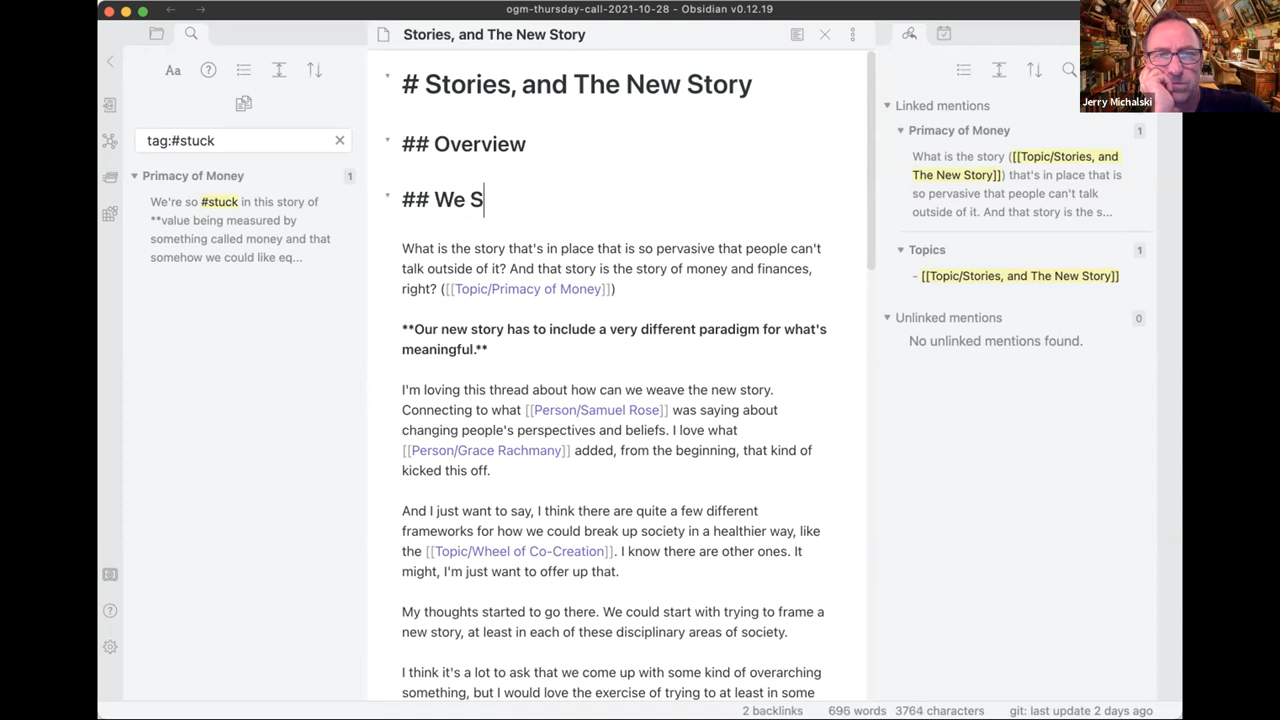 ogm-thursday-call-2021-10-28 - Obsidian v0.12.19
Stories, and The New Story
Aa
tag:#stuck
Primacy of Money
1
We're so #stuck in this story of
**value being measured by
something called money and that
somehow we could like eq...
# Stories, and The New Story
## Overview
## We S
What is the story that's in place that is so pervasive that people can't
talk outside of it? And that story is the story of money and finances,
right? ([[Topic/Primacy of Money]])
**Our new story has to include a very different paradigm for what's
meaningful.**
I'm loving this thread about how can we weave the new story.
Connecting to what [[Person/Samuel Rose]] was saying about
changing people's perspectives and beliefs. I love what
[[Person/Grace Rachmany]] added, from the beginning, that kind of
kicked this off.
And I just want to say, I think there are quite a few different
frameworks for how we could break up society in a healthier way, like
the [[Topic/Wheel of Co-Creation]]. I know there are other ones. It
might, I'm just want to offer up that.
My thoughts started to go there. We could start with trying to frame a
new story, at least in each of these disciplinary areas of society.
I think it's a lot to ask that we come up with some kind of overarching
something, but I would love the exercise of trying to at least in some
Linked mentions
Primacy of Money
1
What is the story ([[Topic/Stories, and
The New Story]]) that's in place that is
so pervasive that people can't talk
outside of it? And that story is the s...
Topics
1
- [[Topic/Stories, and The New Story]]
Unlinked mentions
0
No unlinked mentions found.
Jerry Michalski
2 backlinks
696 words
3764 characters
git: last update 2 days ago